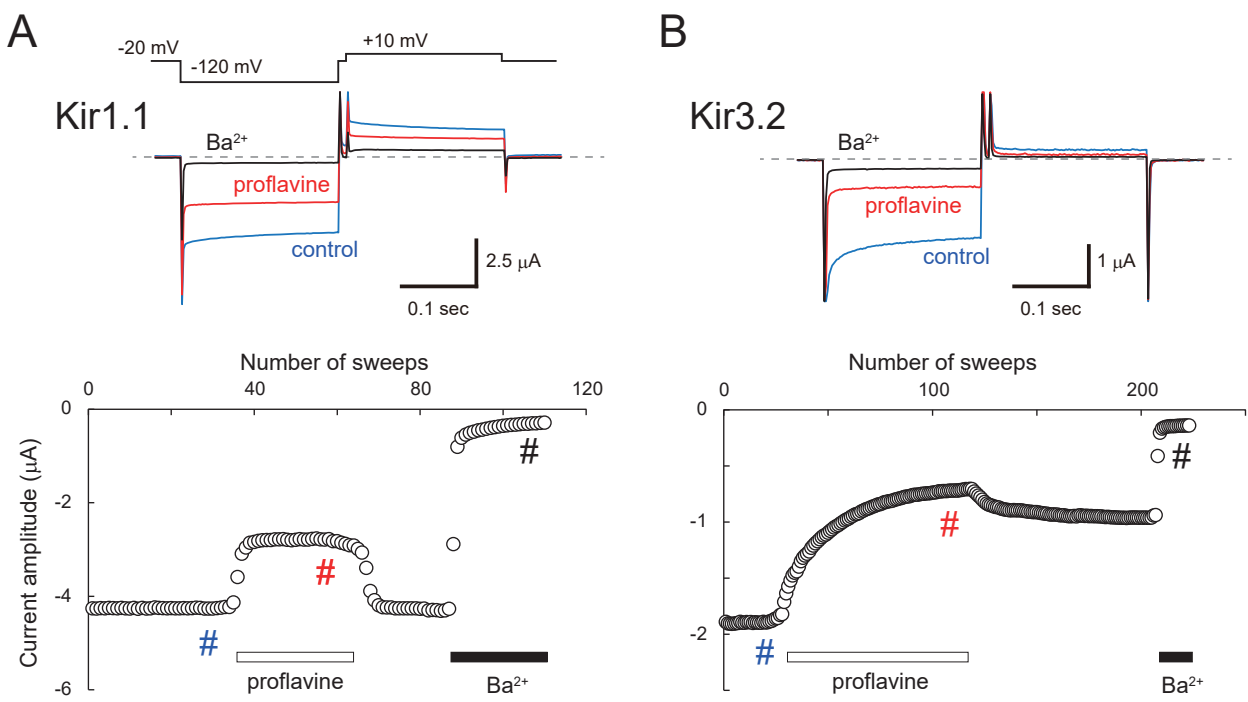 A
B
-20 mV
-120 mV
+10 mV
Kir1.1
Kir3.2
Ba²⁺
proflavine
control
2.5 μA
0.1 sec
Ba²⁺
proflavine
control
1 μA
0.1 sec
Number of sweeps
0 40 80 120
0
-2
-4
-6
Current amplitude (μA)
#
#
#
proflavine
Ba²⁺
Number of sweeps
0 100 200
0
-1
-2
#
#
#
proflavine
Ba²⁺